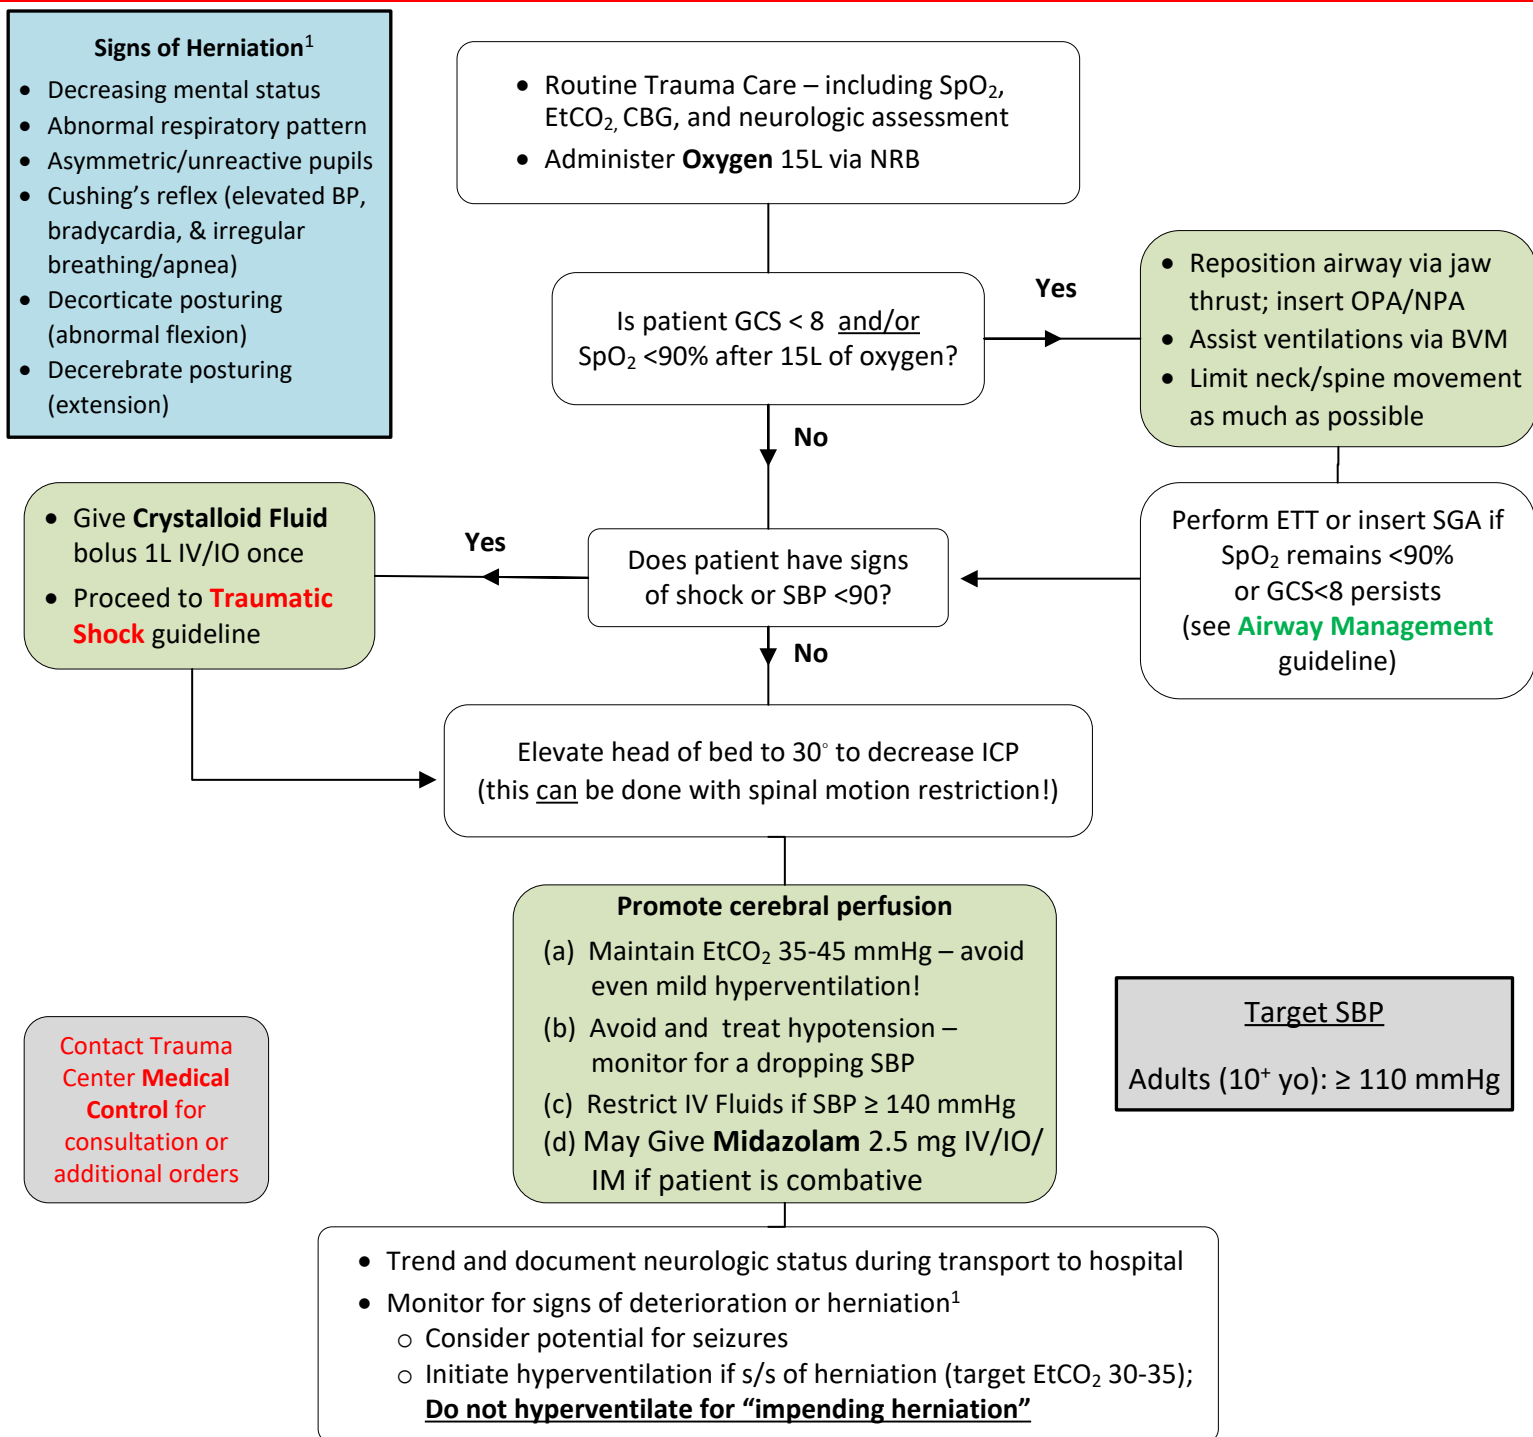 Signs of Herniation¹
• Decreasing mental status
• Abnormal respiratory pattern
• Asymmetric/unreactive pupils
• Cushing's reflex (elevated BP,
bradycardia, & irregular
breathing/apnea)
• Decorticate posturing
(abnormal flexion)
• Decerebrate posturing
(extension)
• Routine Trauma Care – including SpO₂,
EtCO₂, CBG, and neurologic assessment
• Administer Oxygen 15L via NRB
Is patient GCS < 8 and/or
SpO₂ <90% after 15L of oxygen?
Yes
• Reposition airway via jaw
thrust; insert OPA/NPA
• Assist ventilations via BVM
• Limit neck/spine movement
as much as possible
No
Perform ETT or insert SGA if
SpO₂ remains <90%
or GCS<8 persists
(see Airway Management
guideline)
Does patient have signs
of shock or SBP <90?
Yes
• Give Crystalloid Fluid
bolus 1L IV/IO once
• Proceed to Traumatic
Shock guideline
No
Elevate head of bed to 30° to decrease ICP
(this can be done with spinal motion restriction!)
Promote cerebral perfusion
(a) Maintain EtCO₂ 35-45 mmHg – avoid
even mild hyperventilation!
(b) Avoid and treat hypotension –
monitor for a dropping SBP
(c) Restrict IV Fluids if SBP ≥ 140 mmHg
(d) May Give Midazolam 2.5 mg IV/IO/
IM if patient is combative
Target SBP
Adults (10⁺ yo): ≥ 110 mmHg
Contact Trauma
Center Medical
Control for
consultation or
additional orders
• Trend and document neurologic status during transport to hospital
• Monitor for signs of deterioration or herniation¹
o Consider potential for seizures
o Initiate hyperventilation if s/s of herniation (target EtCO₂ 30-35);
Do not hyperventilate for “impending herniation”